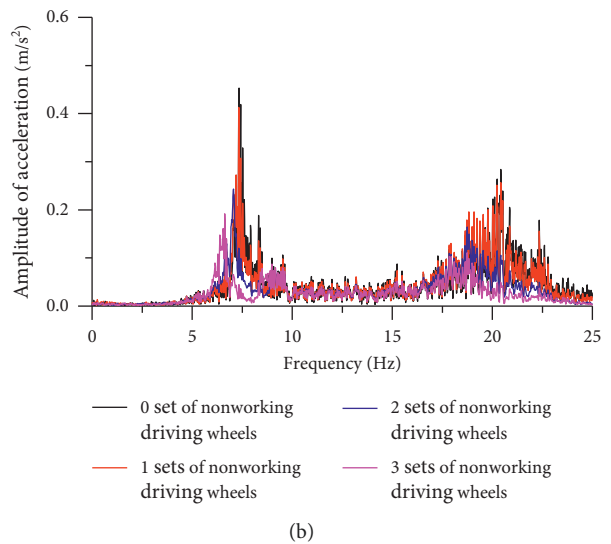 Amplitude of acceleration (m/s²)
0.6
0.4
0.2
0.0
0 5 10 15 20 25
Frequency (Hz)
0 set of nonworking driving wheels
1 sets of nonworking driving wheels
2 sets of nonworking driving wheels
3 sets of nonworking driving wheels
(b)